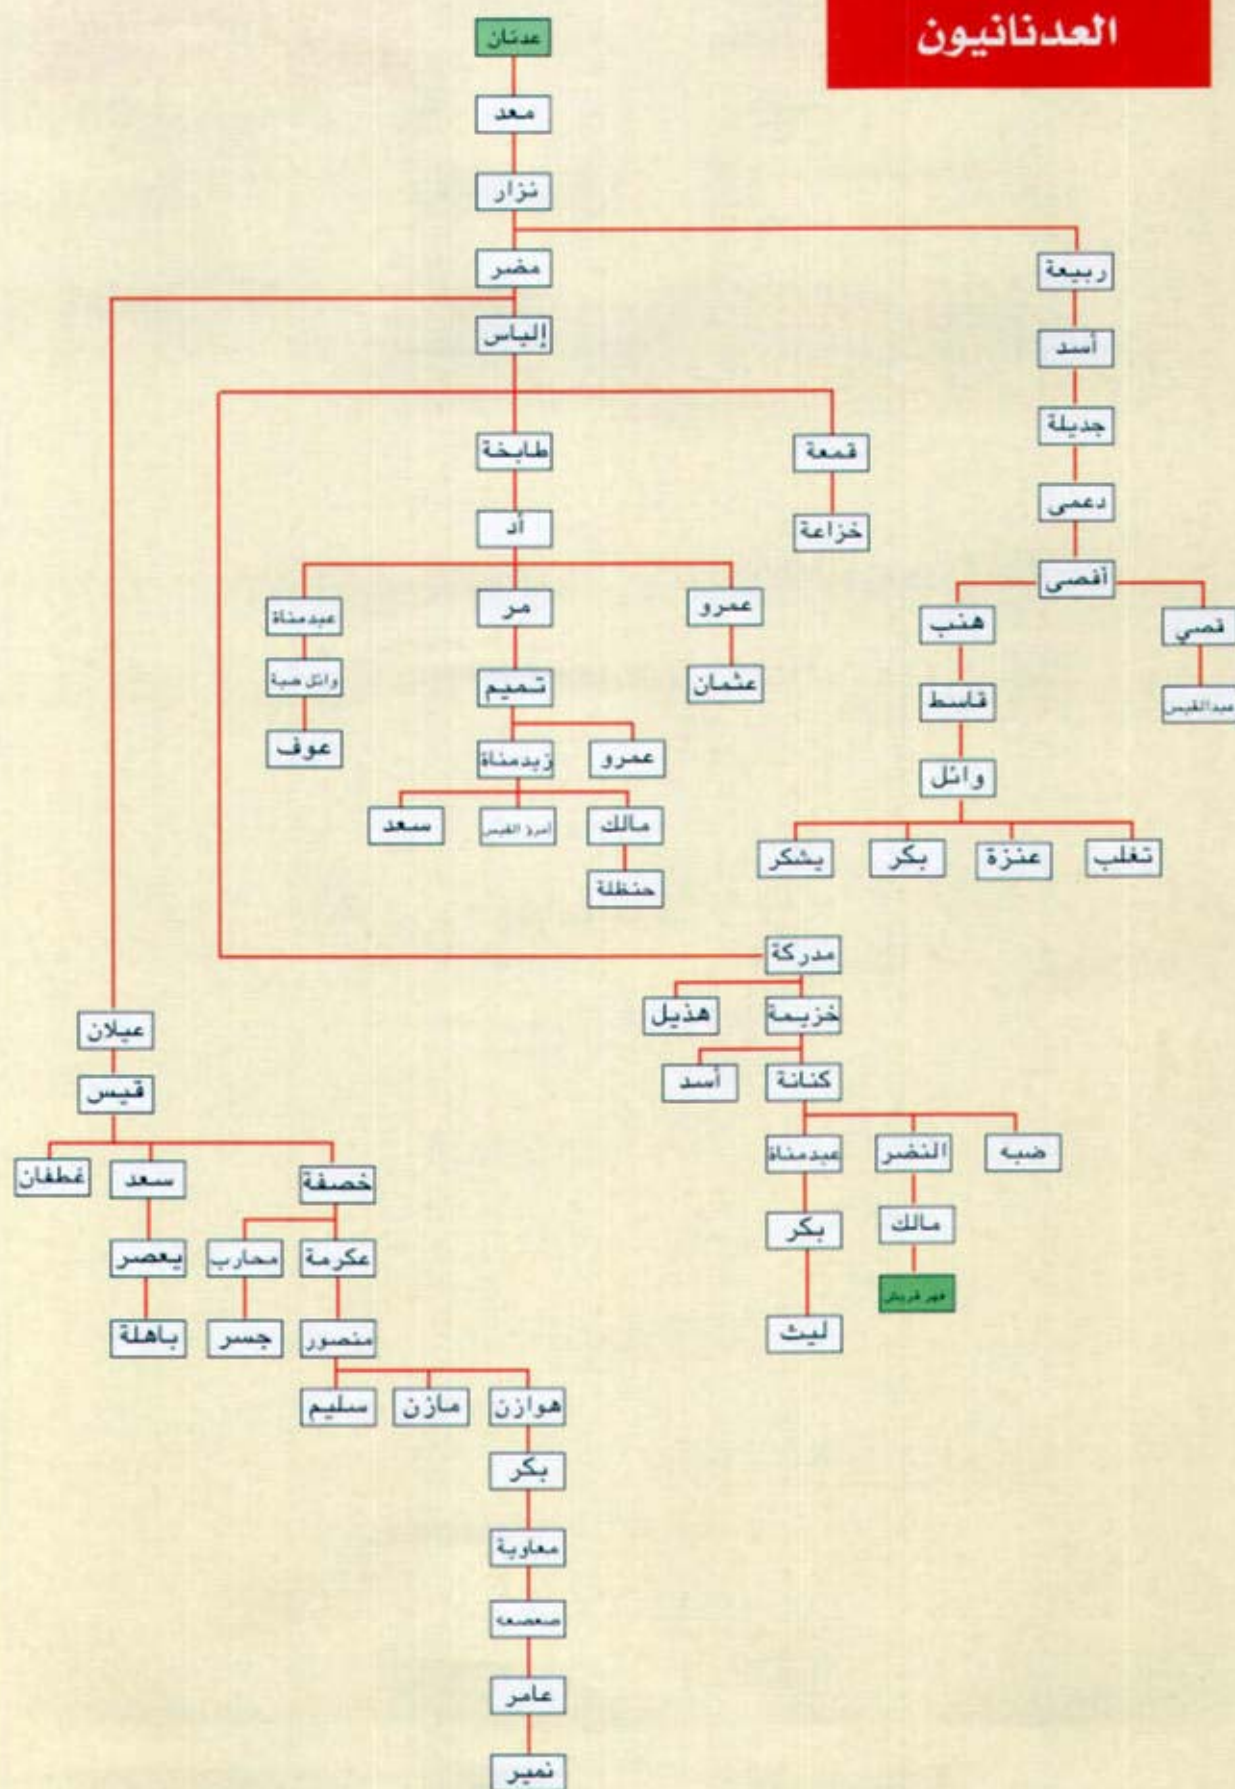 العدنانيون
عدنان
معد
نزار
مضر
ربيعة
إلياس
أسد
جديلة
طابخة
قمعة
دعمى
أد
خزاعة
أفصى
عبدمناة
مر
عمرو
هنب
قصي
وائل ضبة
تميم
عثمان
قاسط
عبدالقيس
عوف
زيدمناة
عمرو
وائل
سعد
امرؤ القيس
مالك
يشكر
بكر
عنزة
تغلب
حنظلة
مدركة
هذيل
خزيمة
عيلان
أسد
كنانة
قيس
عبدمناة
النضر
ضبه
غطفان
سعد
خصفة
بكر
مالك
يعصر
محارب
عكرمة
فهر قريش
باهلة
جسر
منصور
ليث
سليم
مازن
هوازن
بكر
معاوية
صعصعه
عامر
نمير